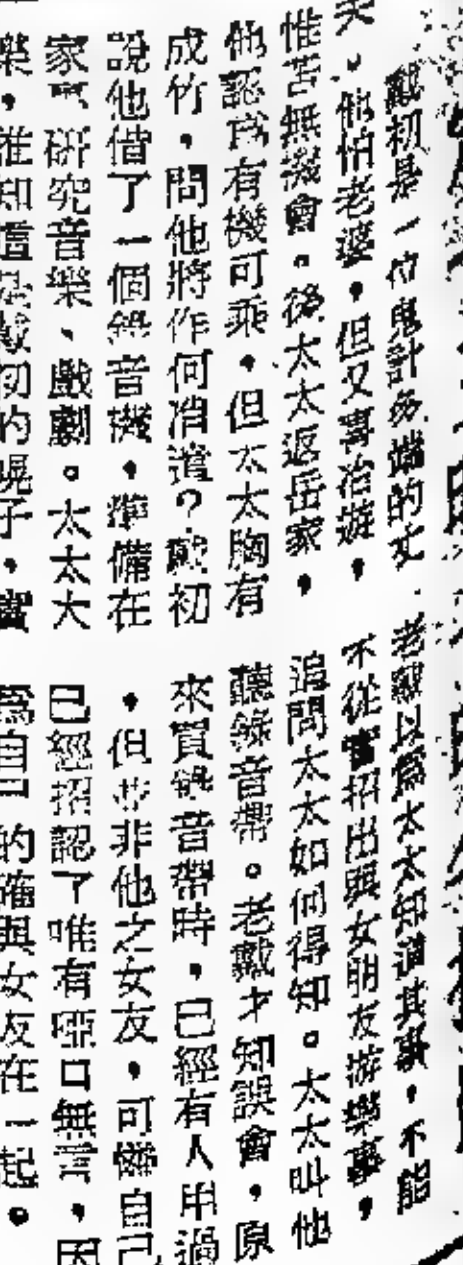 戴初是一位鬼計多端的丈
夫。他怕老婆,但又喜冶遊,
惟苦無機會。後太太返岳家,
他認爲有機可乘。但太太胸有
成竹,問他將作何消遣?戴初
說他借了一個錄音機,準備在
家可研究音樂、戲劇。太太大
樂,誰知這是戴初的幌子,實
老戴以爲太太知道其事,不能
不從實招出與女朋友游樂事,
追問太太如何得知。太太叫他
聽錄音帶。老戴才知誤會,原
來買錄音帶時,已經有人用過
,但並非他之女友,可憐自己
已經招認了唯有啞口無言,因
爲自己的確與女友在一起。